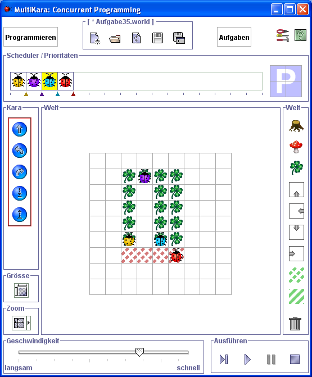 MultiKara: Concurrent Programming
[ * Aufgabe35.world ]
Programmieren
Aufgaben
Scheduler / Prioritäten
P
Kara
Welt
Welt
Grösse
Zoom
Geschwindigkeit
langsam
schnell
Ausführen